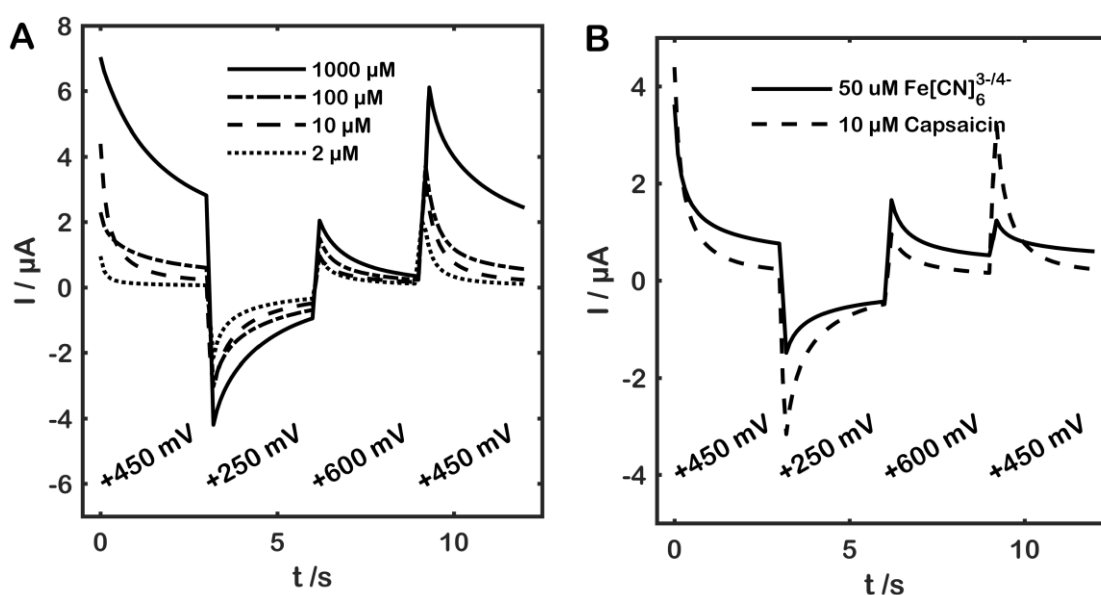 A
8
6
4
2
0
-2
-4
-6
I / µA
1000 µM
100 µM
10 µM
2 µM
+450 mV
+250 mV
+600 mV
+450 mV
0
5
10
t /s
B
4
2
0
-2
-4
I / µA
50 uM Fe[CN]6 3-/4-
10 µM Capsaicin
+450 mV
+250 mV
+600 mV
+450 mV
0
5
10
t /s